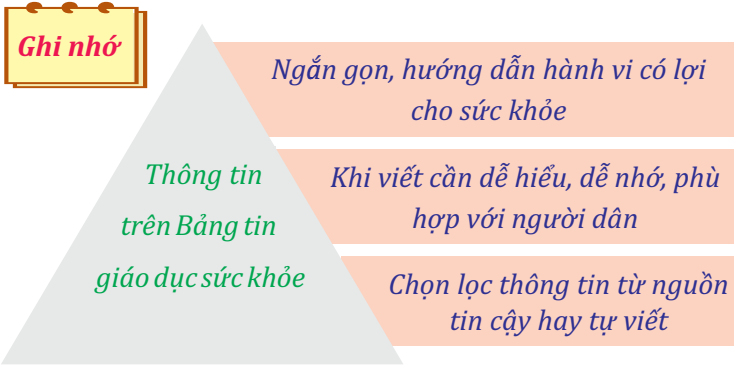 Ghi nhớ
Ngắn gọn, hướng dẫn hành vi có lợi
cho sức khỏe
Thông tin
trên Bảng tin
giáo dục sức khỏe
Khi viết cần dễ hiểu, dễ nhớ, phù
hợp với người dân
Chọn lọc thông tin từ nguồn
tin cậy hay tự viết